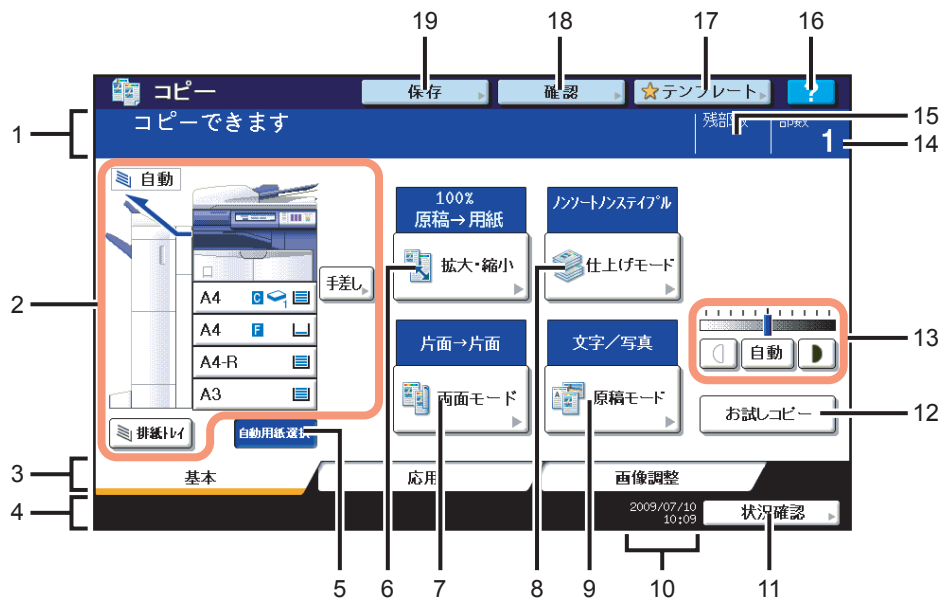 19
18
17
16
コピー
保存
確認
テンプレート
?
1
コピーできます
残部数
部数
15
1
14
2
自動
A4 C 1
A4 F
A4-R
A3
手差し
排紙トレイ
自動用紙選択
100%
原稿→用紙
拡大・縮小
ノンソートノンステイプル
仕上げモード
片面→片面
両面モード
文字/写真
原稿モード
自動
13
お試しコピー
12
3
基本
応用
画像調整
4
2009/07/10
10:09
状況確認
5
6
7
8
9
10
11